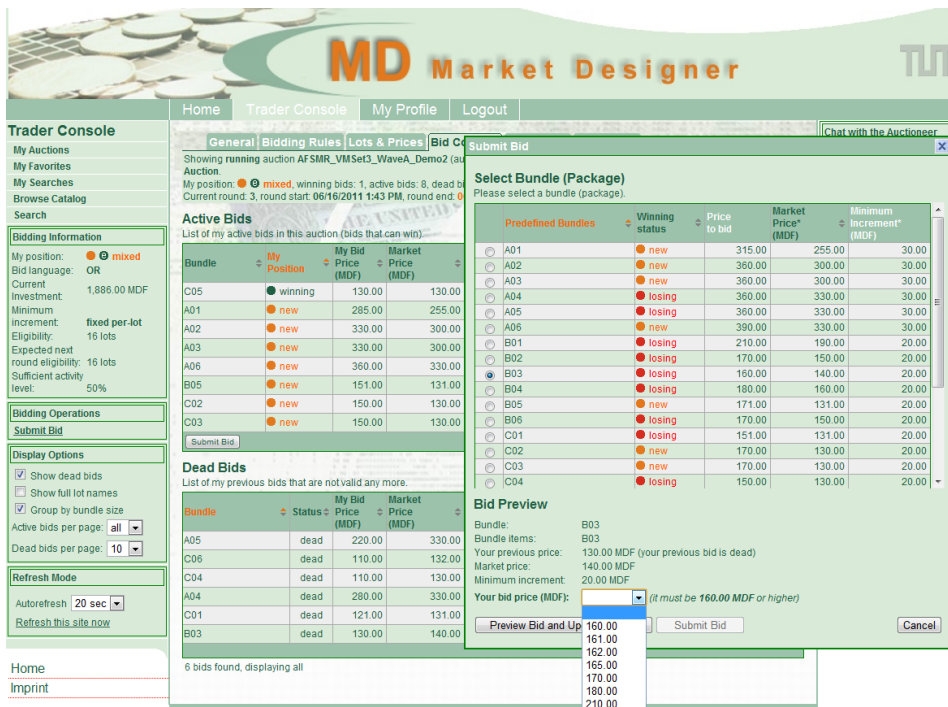 MD Market Designer
Home Trader Console My Profile Logout
Trader Console
My Auctions
My Favorites
My Searches
Browse Catalog
Search
Bidding Information
My position: mixed
Bid language: OR
Current
Investment: 1,886.00 MDF
Minimum
increment: fixed per-lot
Eligibility: 16 lots
Expected next
round eligibility: 16 lots
Sufficient activity
level: 50%
Bidding Operations
Submit Bid
Display Options
Show dead bids
Show full lot names
Group by bundle size
Active bids per page: all
Dead bids per page: 10
Refresh Mode
Autorefresh 20 sec
Refresh this site now
Home
Imprint
General Bidding Rules Lots & Prices Bid
Showing running auction AFSMR_VMSet3_WaveA_Demo2
Auction.
My position: mixed, winning bids: 1, active bids: 8, dead
Current round: 3, round start: 06/16/2011 1:43 PM, round end:
Active Bids
List of my active bids in this auction (bids that can win).
Bundle My Position My Bid Price (MDF) Market Price (MDF)
C05 winning 130.00 130.00
A01 new 285.00 255.00
A02 new 330.00 300.00
A03 new 330.00 300.00
A06 new 360.00 330.00
B05 new 151.00 131.00
C02 new 150.00 130.00
C03 new 150.00 130.00
Submit Bid
Dead Bids
List of my previous bids that are not valid any more.
Bundle Status My Bid Price (MDF) Market Price (MDF)
A05 dead 220.00 330.00
C06 dead 110.00 132.00
C04 dead 110.00 130.00
A04 dead 280.00 330.00
C01 dead 121.00 131.00
B03 dead 130.00 140.00
6 bids found, displaying all
Chat with the Auctioneer
Submit Bid X
Select Bundle (Package)
Please select a bundle (package).
Predefined Bundles Winning status Price to bid Market Price* (MDF) Minimum Increment* (MDF)
A01 new 315.00 255.00 30.00
A02 new 360.00 300.00 30.00
A03 new 360.00 300.00 30.00
A04 losing 360.00 330.00 30.00
A05 losing 360.00 330.00 30.00
A06 new 390.00 330.00 30.00
B01 losing 210.00 190.00 20.00
B02 losing 170.00 150.00 20.00
B03 losing 160.00 140.00 20.00
B04 losing 180.00 160.00 20.00
B05 new 171.00 131.00 20.00
B06 losing 170.00 150.00 20.00
C01 losing 151.00 131.00 20.00
C02 new 170.00 130.00 20.00
C03 new 170.00 130.00 20.00
C04 losing 150.00 130.00 20.00
Bid Preview
Bundle: B03
Bundle items: B03
Your previous price: 130.00 MDF (your previous bid is dead)
Market price: 140.00 MDF
Minimum increment: 20.00 MDF
Your bid price (MDF): (it must be 160.00 MDF or higher)
Preview Bid and Submit Bid Cancel
160.00
161.00
162.00
165.00
170.00
180.00
210.00